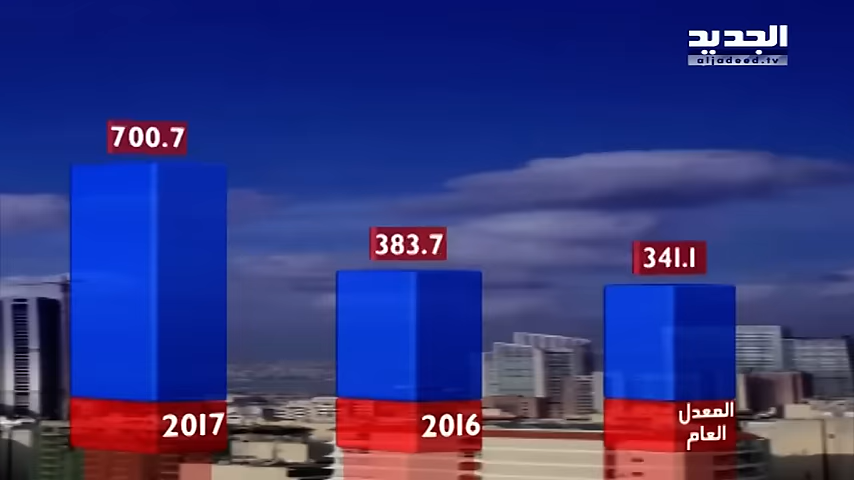 الجديد
aljadeed.tv
700.7
383.7
341.1
2017
2016
المعدل
العام